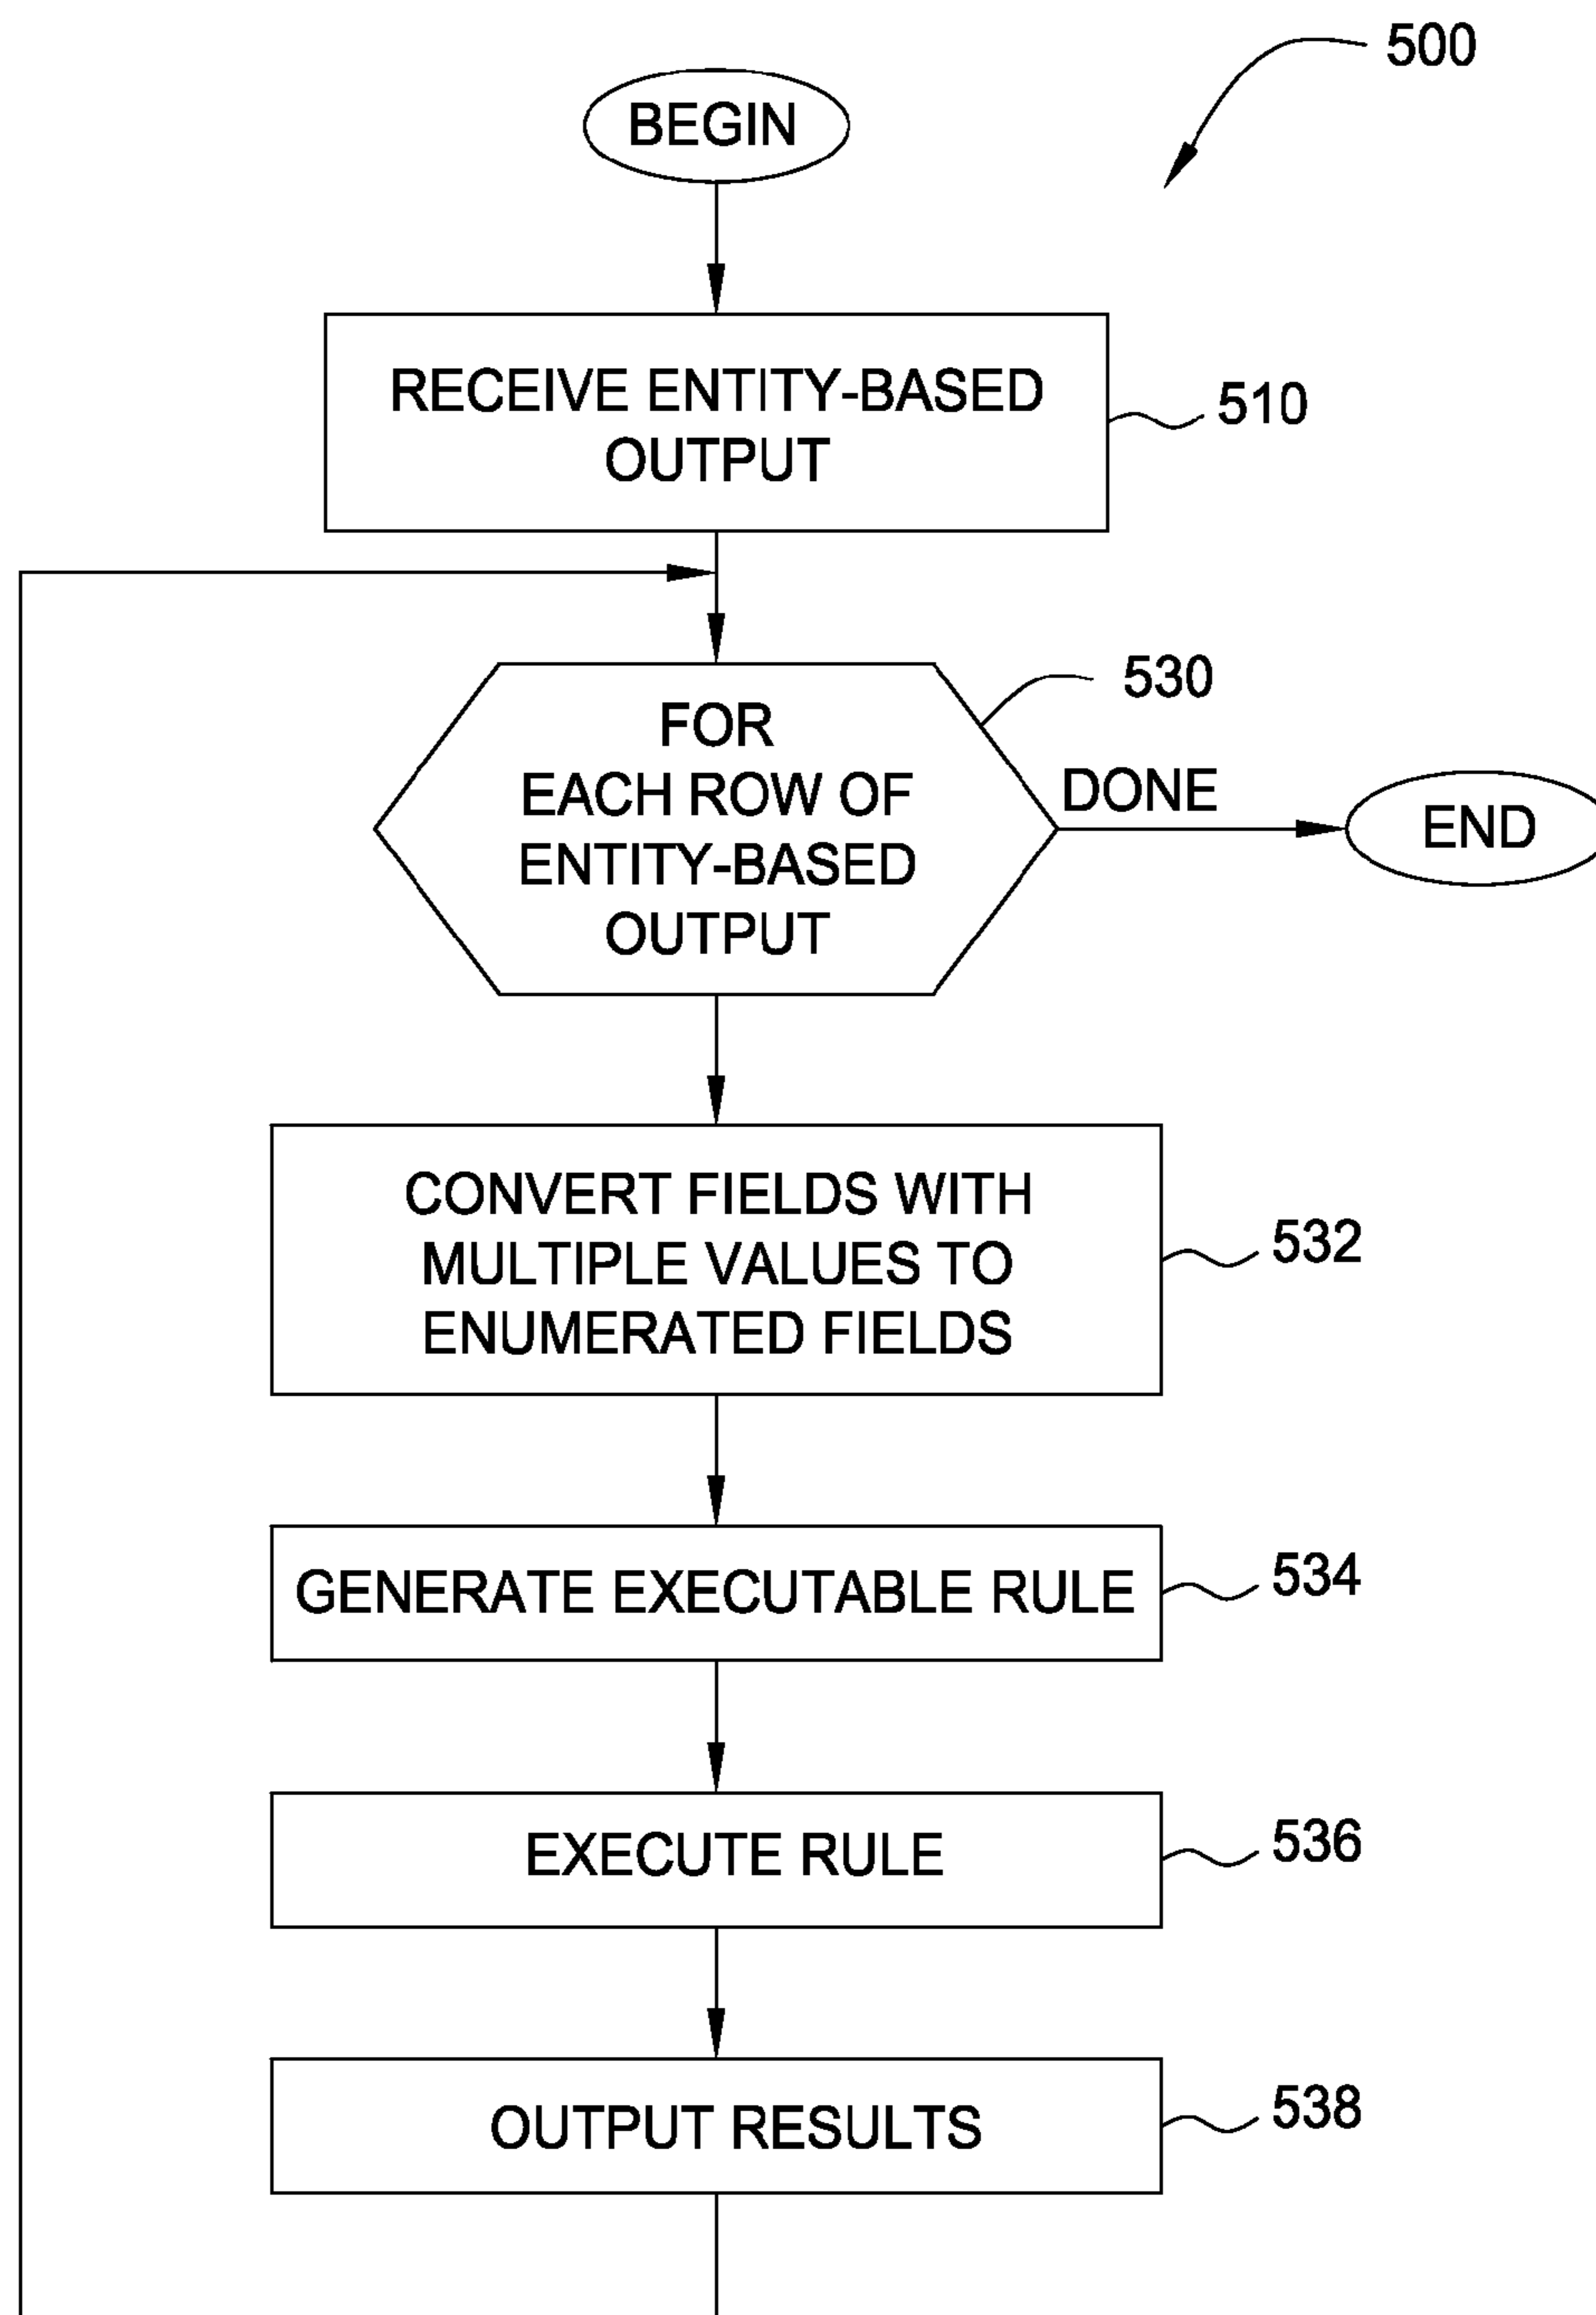 500
BEGIN
RECEIVE ENTITY-BASED
OUTPUT
510
530
FOR
EACH ROW OF
ENTITY-BASED
OUTPUT
DONE
END
CONVERT FIELDS WITH
MULTIPLE VALUES TO
ENUMERATED FIELDS
532
GENERATE EXECUTABLE RULE
534
EXECUTE RULE
536
OUTPUT RESULTS
538